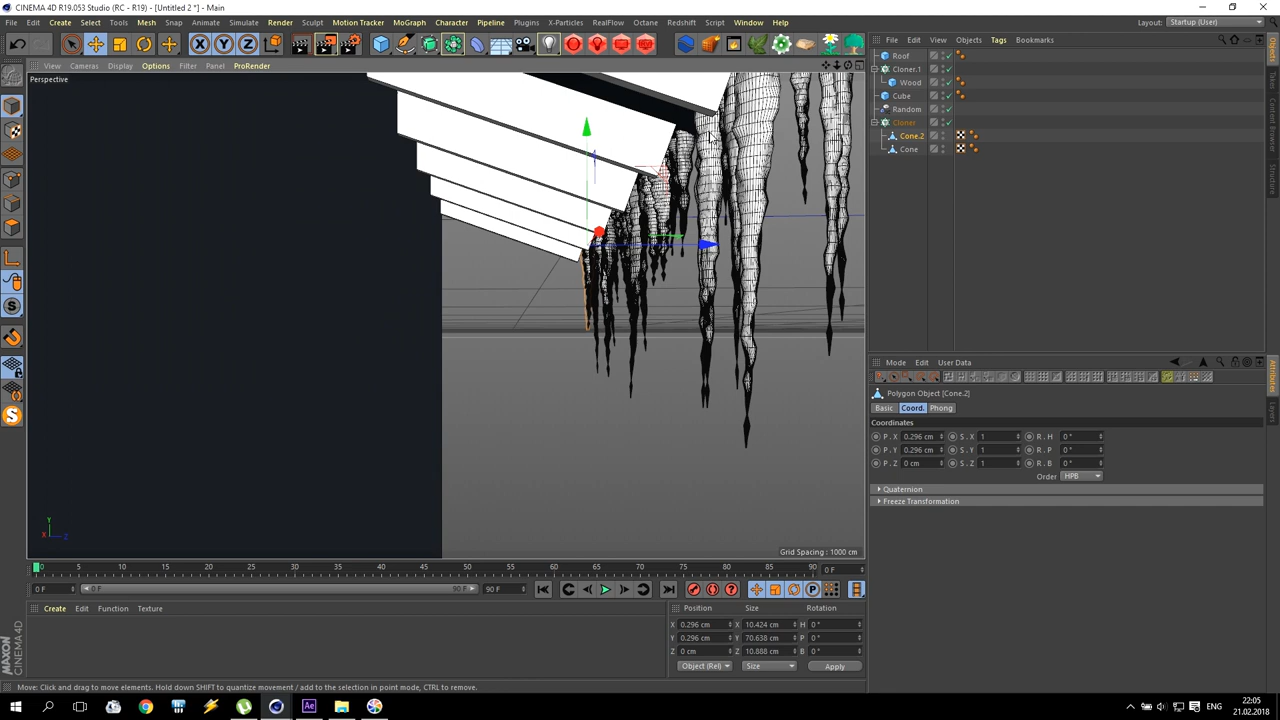 CINEMA 4D R19.053 Studio (RC - R19) - [Untitled 2 *] - Main
File Edit Create Select Tools Mesh Snap Animate Simulate Render Sculpt Motion Tracker MoGraph Character Pipeline Plugins X-Particles RealFlow Octane Redshift Script Window Help
Layout: Startup (User)
File Edit View Objects Tags Bookmarks
View Cameras Display Options Filter Panel ProRender
Perspective
Roof
Cloner.1
Wood
Cube
Random
Cloner
Cone.2
Cone
Objects
Takes
Content Browser
Structure
Mode Edit User Data
Polygon Object [Cone.2]
Basic Coord. Phong
Coordinates
P . X 0.296 cm S . X 1 R . H 0 °
P . Y 0.296 cm S . Y 1 R . P 0 °
P . Z 0 cm S . Z 1 R . B 0 °
Order HPB
Quaternion
Freeze Transformation
Attributes
Layers
Y
X Z
Grid Spacing : 1000 cm
0 5 10 15 20 25 30 35 40 45 50 55 60 65 70 75 80 85 90 0 F
0 F 0 F 90 F 90 F
Create Edit Function Texture
Position Size Rotation
X 0.296 cm X 10.424 cm H 0 °
Y 0.296 cm Y 70.638 cm P 0 °
Z 0 cm Z 10.888 cm B 0 °
Object (Rel) Size Apply
MAXON CINEMA 4D
Move: Click and drag to move elements. Hold down SHIFT to quantize movement / add to the selection in point mode, CTRL to remove.
ENG
22:05
21.02.2018